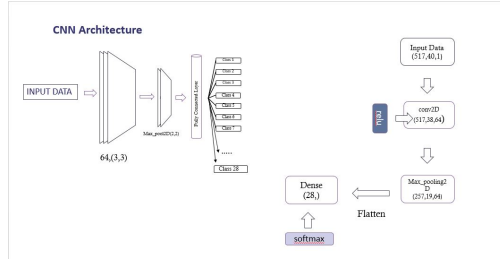 CNN Architecture
INPUT DATA
64,(3,3)
Max_pool2D(2,2)
Fully Connected Layer
Class 1
Class 2
Class 3
Class 4
Class 5
Class 6
Class 7
.....
Class 28
Input Data
(517,40,1)
relu
conv2D
(517,38,64)
Max_pooling2
D
(257,19,64)
Flatten
Dense
(28,)
softmax